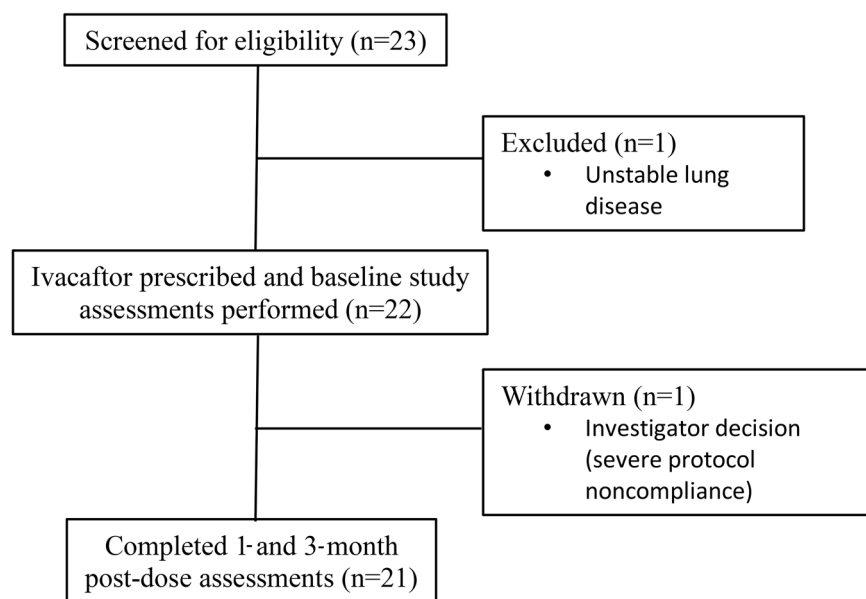 Screened for eligibility (n=23)
Excluded (n=1)
• Unstable lung
disease
Ivacaftor prescribed and baseline study
assessments performed (n=22)
Withdrawn (n=1)
• Investigator decision
(severe protocol
noncompliance)
Completed 1-and 3-month
post-dose assessments (n=21)